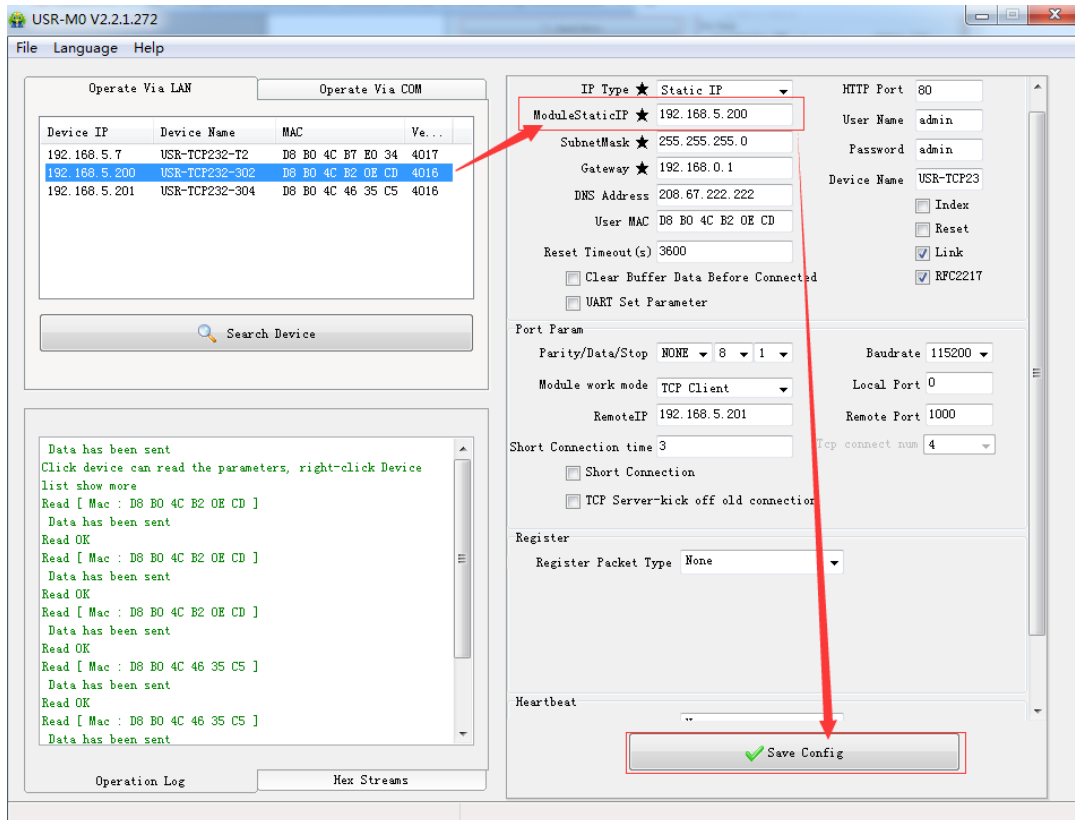 USR-M0 V2.2.1.272
File Language Help
Operate Via LAN Operate Via COM
Device IP Device Name MAC Ve...
192.168.5.7 USR-TCP232-T2 D8 B0 4C B7 E0 34 4017
192.168.5.200 USR-TCP232-302 D8 B0 4C B2 0E CD 4016
192.168.5.201 USR-TCP232-304 D8 B0 4C 46 35 C5 4016
Search Device
Data has been sent
Click device can read the parameters, right-click Device
list show more
Read [ Mac : D8 B0 4C B2 0E CD ]
Data has been sent
Read OK
Read [ Mac : D8 B0 4C B2 0E CD ]
Data has been sent
Read OK
Read [ Mac : D8 B0 4C B2 0E CD ]
Data has been sent
Read OK
Read [ Mac : D8 B0 4C 46 35 C5 ]
Data has been sent
Read OK
Read [ Mac : D8 B0 4C 46 35 C5 ]
Data has been sent
Operation Log Hex Streams
IP Type ★ Static IP
ModuleStaticIP ★ 192.168.5.200
SubnetMask ★ 255.255.255.0
Gateway ★ 192.168.0.1
DNS Address 208.67.222.222
User MAC D8 B0 4C B2 0E CD
Reset Timeout(s) 3600
Clear Buffer Data Before Connected
UART Set Parameter
HTTP Port 80
User Name admin
Password admin
Device Name USR-TCP23
Index
Reset
Link
RFC2217
Port Param
Parity/Data/Stop NONE 8 1 Baudrate 115200
Module work mode TCP Client Local Port 0
RemoteIP 192.168.5.201 Remote Port 1000
Short Connection time 3 Tcp connect num 4
Short Connection
TCP Server-kick off old connection
Register
Register Packet Type None
Heartbeat
Save Config